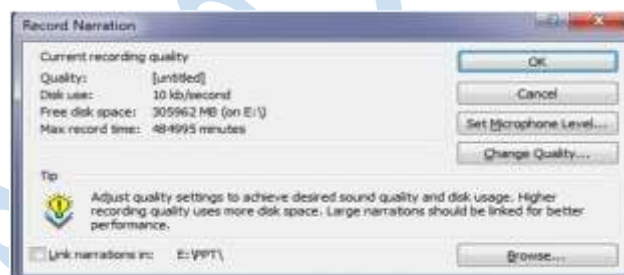 Record Narration
Current recording quality
Quality: [untitled]
Disk use: 10 kb/second
Free disk space: 305962 MB (on E:\)
Max record time: 484995 minutes
OK
Cancel
Set Microphone Level...
Change Quality...
Tip
Adjust quality settings to achieve desired sound quality and disk usage. Higher
recording quality uses more disk space. Large narrations should be linked for better
performance.
Link narrations in: E:\PPT\
Browse...